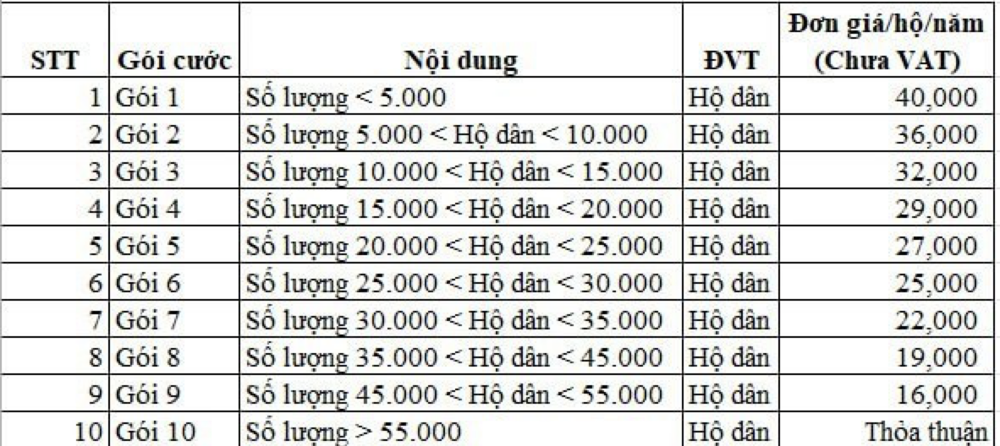 STT Gói cước Nội dung ĐVT Đơn giá/hộ/năm (Chưa VAT)
1 Gói 1 Số lượng < 5.000 Hộ dân 40,000
2 Gói 2 Số lượng 5.000 < Hộ dân < 10.000 Hộ dân 36,000
3 Gói 3 Số lượng 10.000 < Hộ dân < 15.000 Hộ dân 32,000
4 Gói 4 Số lượng 15.000 < Hộ dân < 20.000 Hộ dân 29,000
5 Gói 5 Số lượng 20.000 < Hộ dân < 25.000 Hộ dân 27,000
6 Gói 6 Số lượng 25.000 < Hộ dân < 30.000 Hộ dân 25,000
7 Gói 7 Số lượng 30.000 < Hộ dân < 35.000 Hộ dân 22,000
8 Gói 8 Số lượng 35.000 < Hộ dân < 45.000 Hộ dân 19,000
9 Gói 9 Số lượng 45.000 < Hộ dân < 55.000 Hộ dân 16,000
10 Gói 10 Số lượng > 55.000 Hộ dân Thỏa thuận